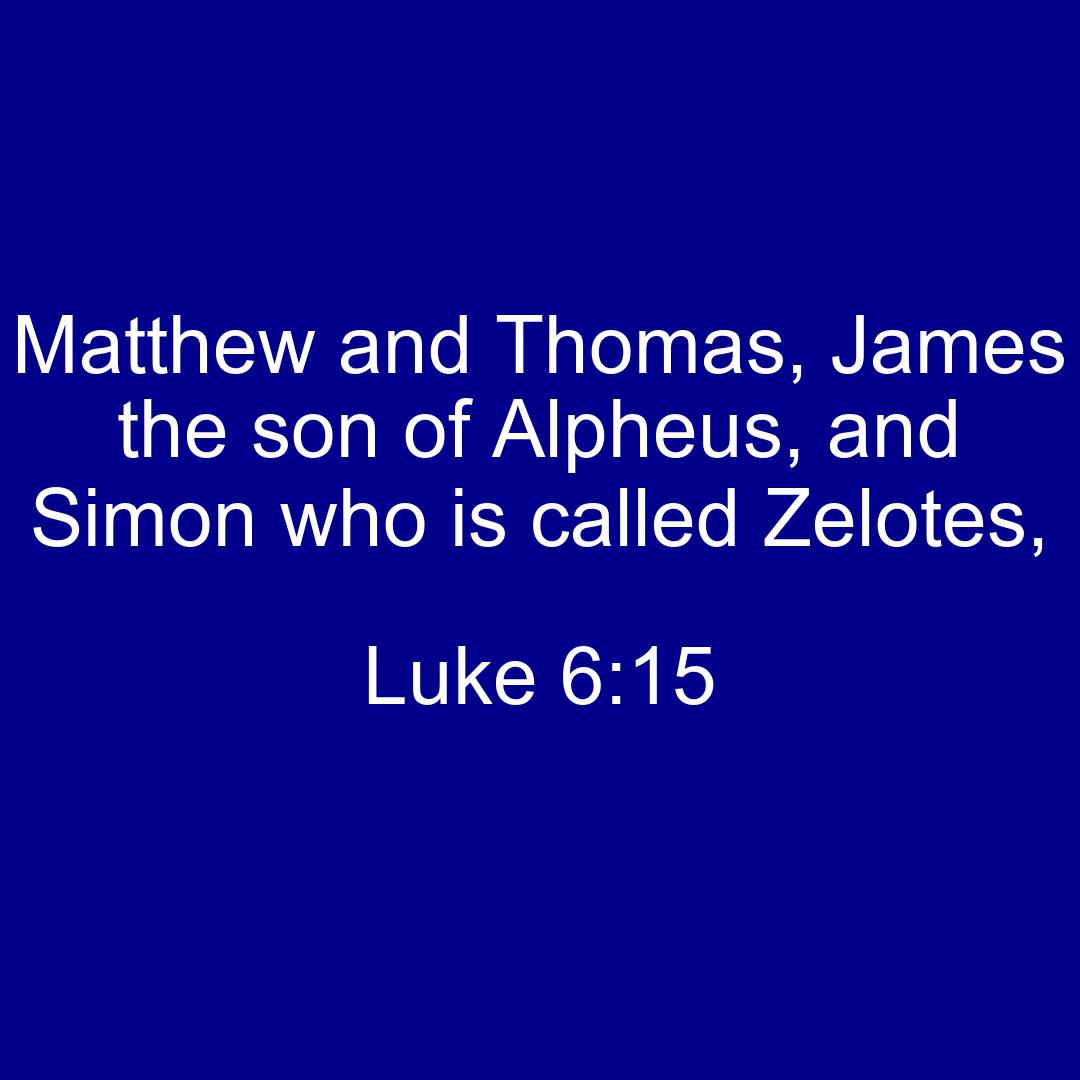 Matthew and Thomas, James
the son of Alpheus, and
Simon who is called Zelotes,
Luke 6:15